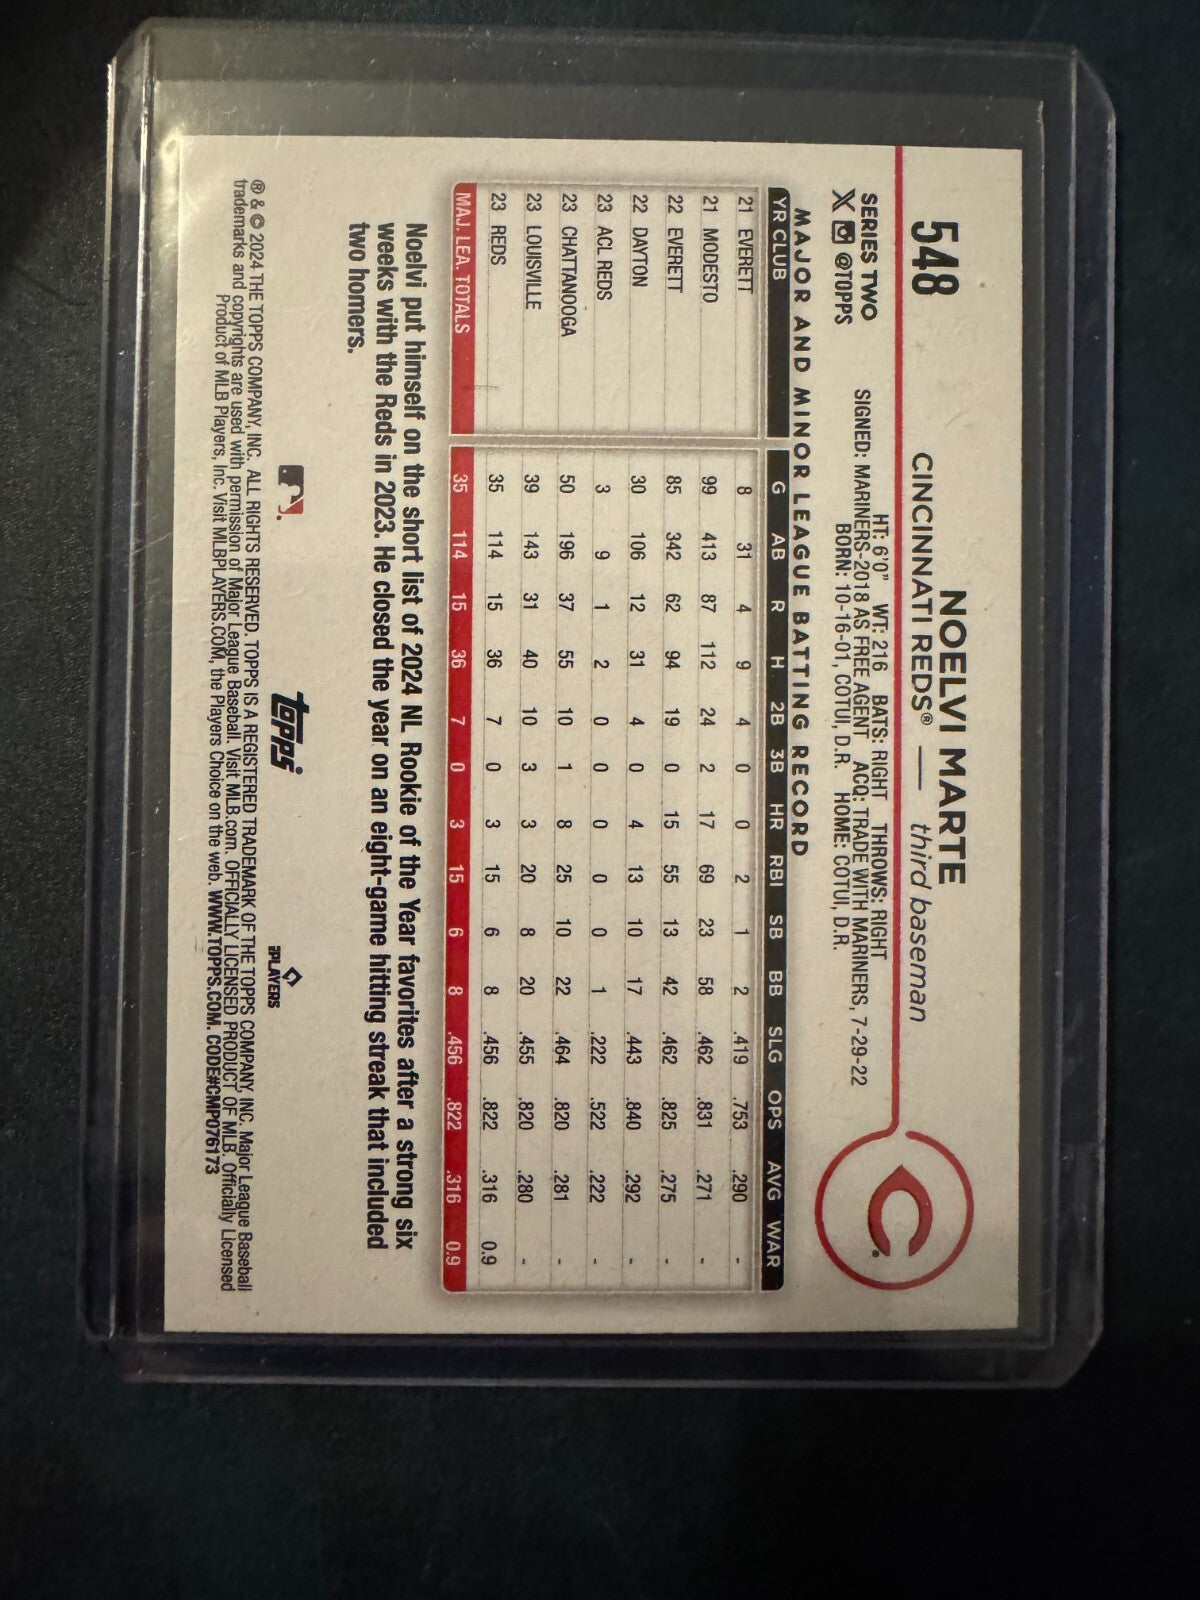 548
NOELVI MARTE
CINCINNATI REDS® — third baseman
SERIES TWO
@TOPPS
HT: 6'0" WT: 216 BATS: RIGHT THROWS: RIGHT
SIGNED: MARINERS-2018 AS FREE AGENT ACQ: TRADE WITH MARINERS, 7-29-22
BORN: 10-16-01, COTUI, D.R. HOME: COTUI, D.R.
C
MAJOR AND MINOR LEAGUE BATTING RECORD
YR CLUB G AB R H 2B 3B HR RBI SB BB SLG OPS AVG WAR
21 EVERETT 8 31 4 9 4 0 0 2 1 2 .419 .753 .290 -
21 MODESTO 99 413 87 112 24 2 17 69 23 58 .462 .831 .271 -
22 EVERETT 85 342 62 94 19 0 15 55 13 42 .462 .825 .275 -
22 DAYTON 30 106 12 31 4 0 4 13 10 17 .443 .840 .292 -
23 ACL REDS 3 9 1 2 0 0 0 0 0 1 .222 .522 .222 -
23 CHATTANOOGA 50 196 37 55 10 1 8 25 10 22 .464 .820 .281 -
23 LOUISVILLE 39 143 31 40 10 3 3 20 8 20 .455 .820 .280 -
23 REDS 35 114 15 36 7 0 3 15 6 8 .456 .822 .316 0.9
MAJ. LEA. TOTALS 35 114 15 36 7 0 3 15 6 8 .456 .822 .316 0.9
Noelvi put himself on the short list of 2024 NL Rookie of the Year favorites after a strong six
weeks with the Reds in 2023. He closed the year on an eight-game hitting streak that included
two homers.
topps
PLAYERS
® & © 2024 THE TOPPS COMPANY, INC. ALL RIGHTS RESERVED. TOPPS IS A REGISTERED TRADEMARK OF THE TOPPS COMPANY, INC. Major League Baseball
trademarks and copyrights are used with permission of Major League Baseball. Visit MLB.com. OFFICIALLY LICENSED PRODUCT OF MLB. Officially Licensed
Product of MLB Players, Inc. Visit MLBPLAYERS.COM, the Players Choice on the web. WWW.TOPPS.COM. CODE#CMP076173